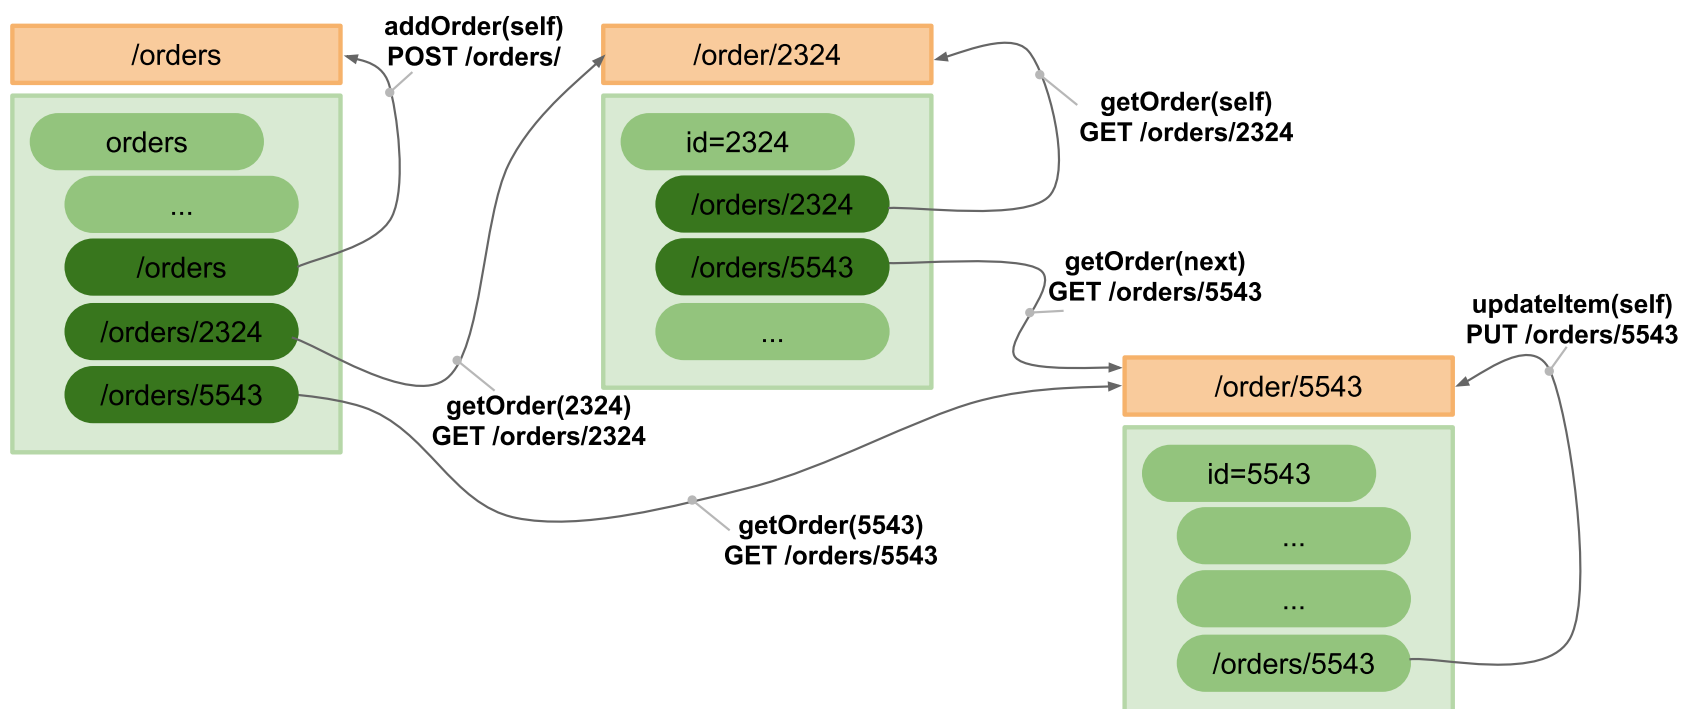 /orders
orders
...
/orders
/orders/2324
/orders/5543
addOrder(self)
POST /orders/
getOrder(2324)
GET /orders/2324
/order/2324
id=2324
/orders/2324
/orders/5543
...
getOrder(self)
GET /orders/2324
getOrder(next)
GET /orders/5543
getOrder(5543)
GET /orders/5543
/order/5543
id=5543
...
...
/orders/5543
updateItem(self)
PUT /orders/5543